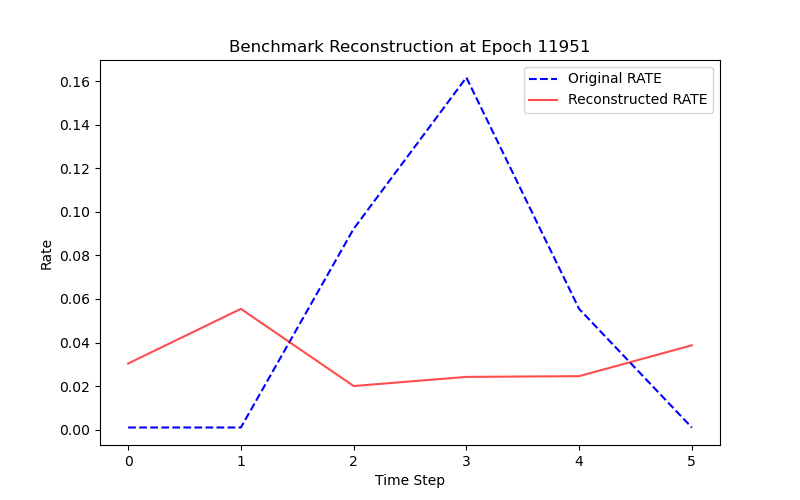 Benchmark Reconstruction at Epoch 11951
Original RATE
Reconstructed RATE
0.16
0.14
0.12
0.10
0.08
0.06
0.04
0.02
0.00
Rate
0 1 2 3 4 5
Time Step